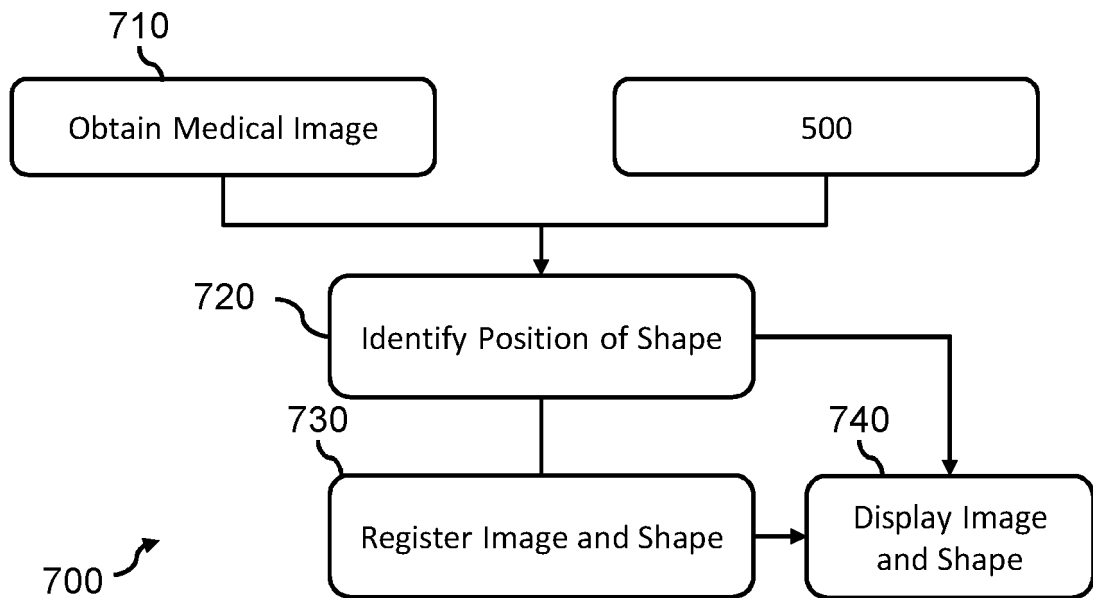 710
Obtain Medical Image
500
720
Identify Position of Shape
730
740
Register Image and Shape
Display Image
and Shape
700